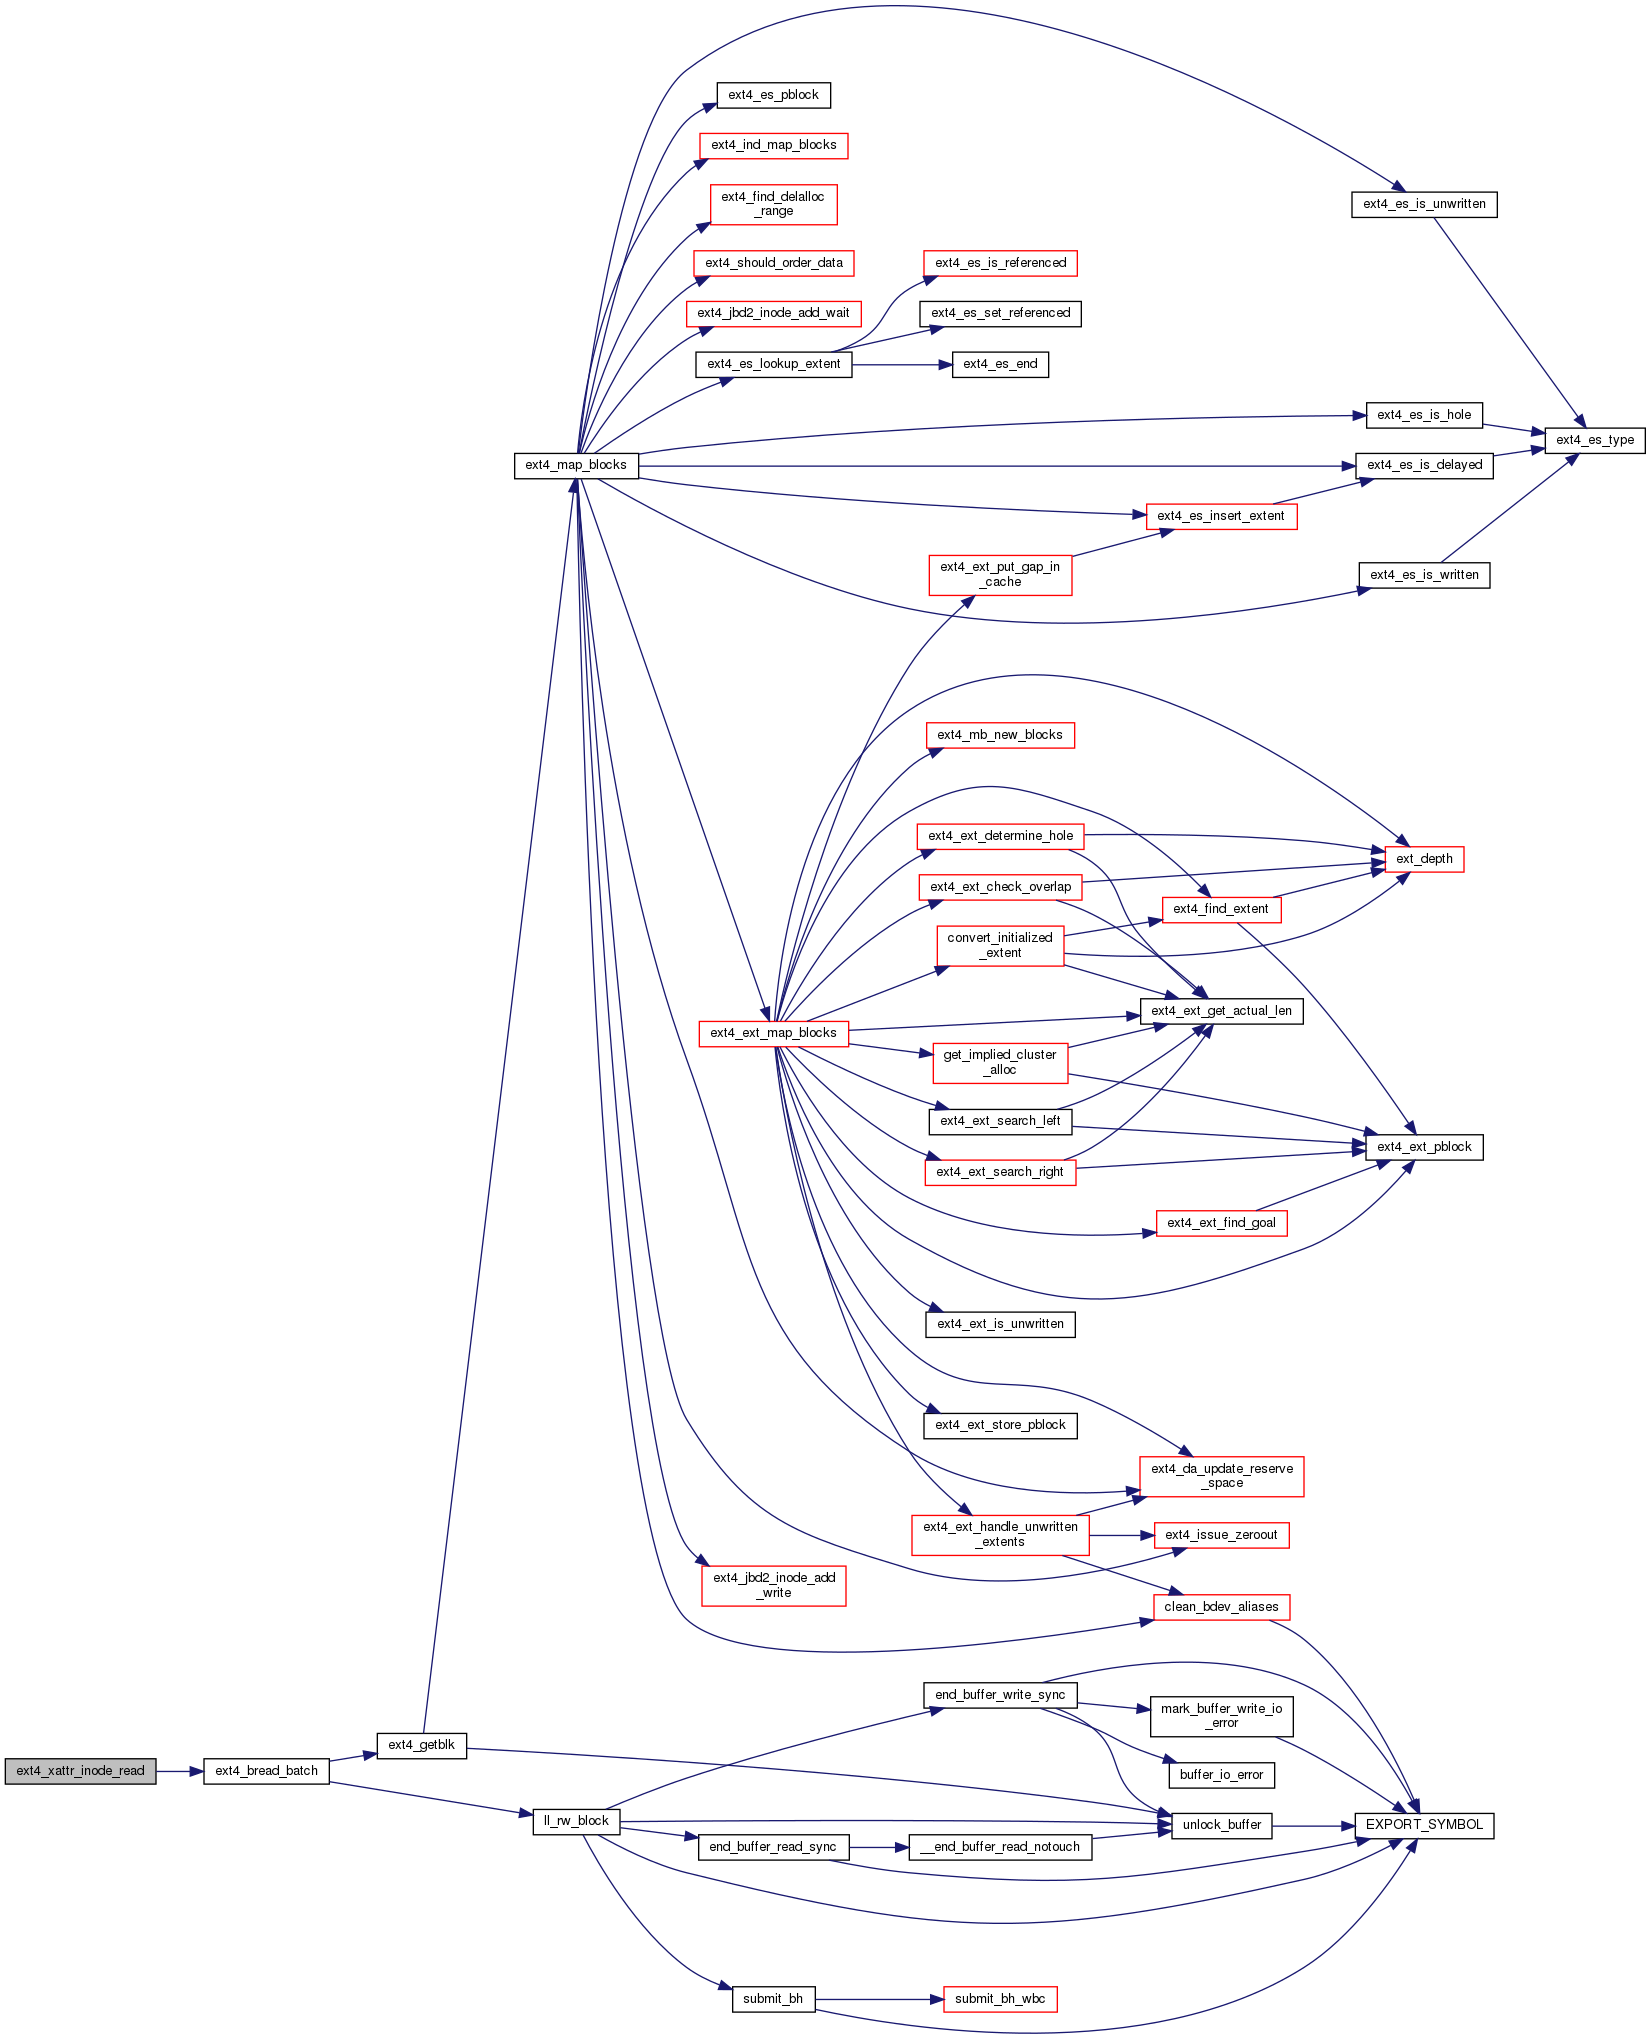 ext4_es_pblock
ext4_ind_map_blocks
ext4_find_delalloc
_range
ext4_es_is_unwritten
ext4_should_order_data
ext4_es_is_referenced
ext4_jbd2_inode_add_wait
ext4_es_set_referenced
ext4_es_lookup_extent
ext4_es_end
ext4_es_is_hole
ext4_es_type
ext4_map_blocks
ext4_es_is_delayed
ext4_es_insert_extent
ext4_ext_put_gap_in
_cache
ext4_es_is_written
ext4_mb_new_blocks
ext4_ext_determine_hole
ext_depth
ext4_ext_check_overlap
ext4_find_extent
convert_initialized
_extent
ext4_ext_get_actual_len
ext4_ext_map_blocks
get_implied_cluster
_alloc
ext4_ext_search_left
ext4_ext_pblock
ext4_ext_search_right
ext4_ext_find_goal
ext4_ext_is_unwritten
ext4_ext_store_pblock
ext4_da_update_reserve
_space
ext4_ext_handle_unwritten
_extents
ext4_issue_zeroout
ext4_jbd2_inode_add
_write
clean_bdev_aliases
end_buffer_write_sync
mark_buffer_write_io
_error
ext4_getblk
ext4_xattr_inode_read
ext4_bread_batch
buffer_io_error
ll_rw_block
unlock_buffer
EXPORT_SYMBOL
end_buffer_read_sync
__end_buffer_read_notouch
submit_bh
submit_bh_wbc